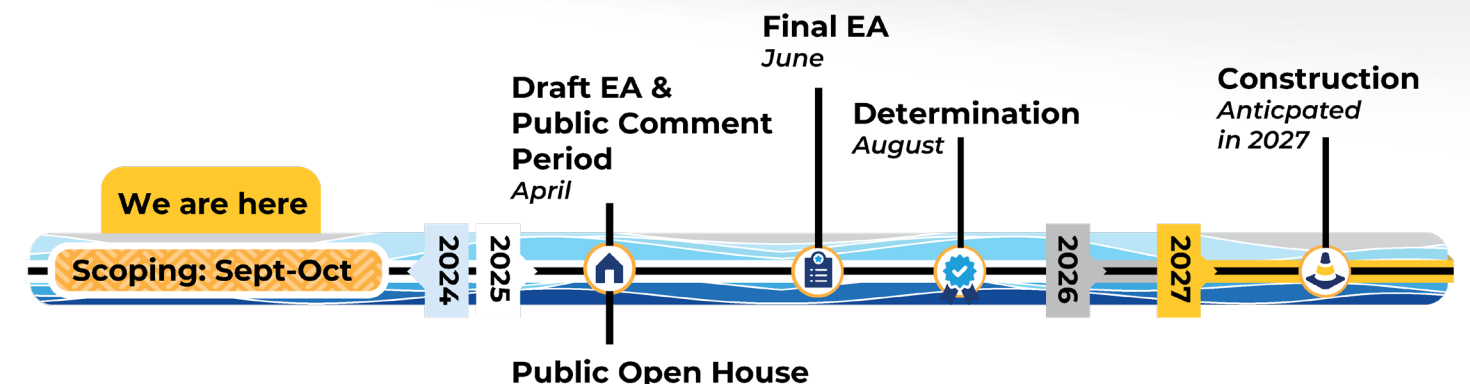 We are here
Scoping: Sept-Oct
2024
2025
Draft EA &
Public Comment
Period
April
Public Open House
Final EA
June
Determination
August
2026
2027
Construction
Anticpated
in 2027